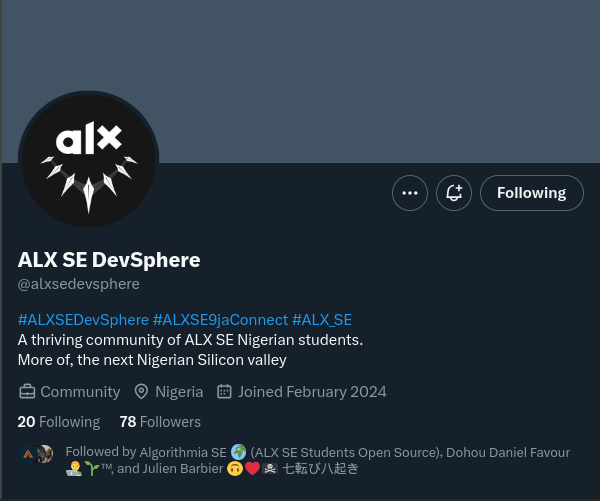 alx
Following
ALX SE DevSphere
@alxsedevsphere
#ALXSEDevSphere #ALXSE9jaConnect #ALX_SE
A thriving community of ALX SE Nigerian students.
More of, the next Nigerian Silicon valley
Community Nigeria Joined February 2024
20 Following 78 Followers
Followed by Algorithmia SE 🌍 (ALX SE Students Open Source), Dohou Daniel Favour
👨‍⚕️🌱™, and Julien Barbier 🙃❤️🏴‍☠️ 七転び八起き